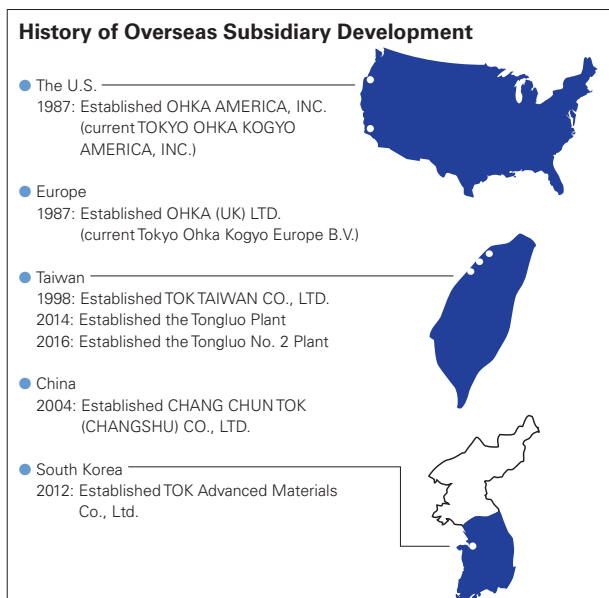 History of Overseas Subsidiary Development
The U.S.
1987: Established OHKA AMERICA, INC.
(current TOKYO OHKA KOGYO
AMERICA, INC.)
Europe
1987: Established OHKA (UK) LTD.
(current Tokyo Ohka Kogyo Europe B.V.)
Taiwan
1998: Established TOK TAIWAN CO., LTD.
2014: Established the Tongluo Plant
2016: Established the Tongluo No. 2 Plant
China
2004: Established CHANG CHUN TOK
(CHANGSHU) CO., LTD.
South Korea
2012: Established TOK Advanced Materials
Co., Ltd.